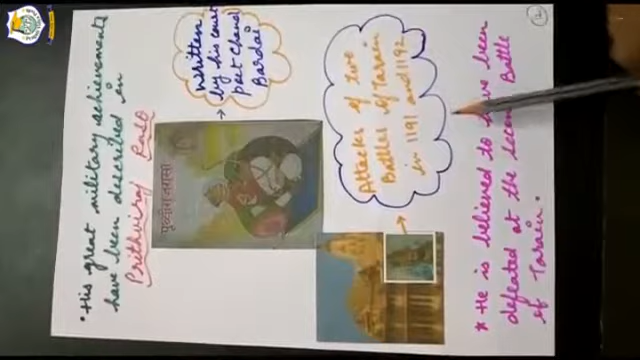 • His great military achievements
have been described in
Prithviraj Raso
→ Written
by his court
poet Chand
Bardai
पृथ्वीराज रासो
Attacks of Two
Battles of Tarain
in 1191 and 1192
* He is believed to have been
defeated at the Second Battle
of Tarain.